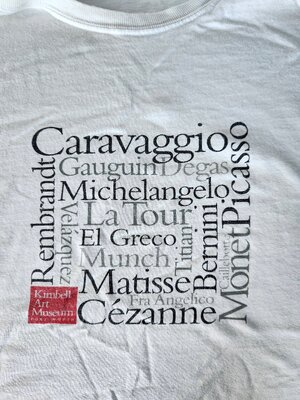 Caravaggio
Gauguin Degas
Michelangelo
La Tour
El Greco
Munch
Matisse
Fra Angelico
Cézanne
Rembrandt
Velázquez
Titian
Bernini
Caillebotte
Monet
Picasso
Kimbell
Art
Museum
FORT WORTH